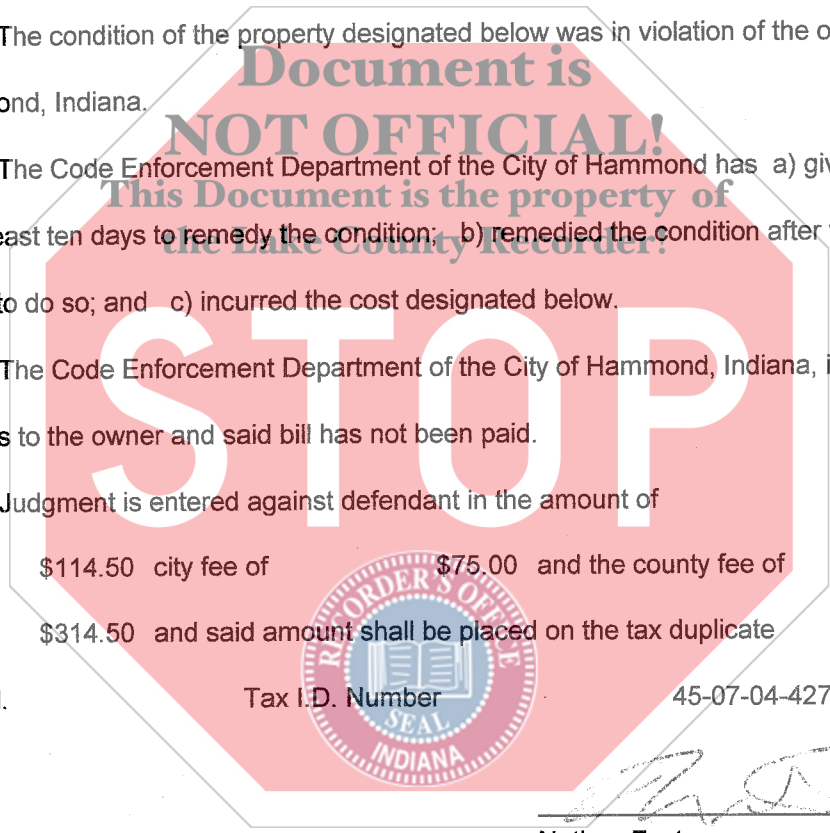 The condition of the property designated below was in violation of the o
Document is
ond, Indiana.
NOT OFFICIAL!
The Code Enforcement Department of the City of Hammond has a) giv
This Document is the property of
east ten days to remedy the condition; b) remedied the condition after
the Lake County Recorder!
to do so; and c) incurred the cost designated below.
STOP
The Code Enforcement Department of the City of Hammond, Indiana, i
s to the owner and said bill has not been paid.
Judgment is entered against defendant in the amount of
$114.50 city fee of $75.00 and the county fee of
$314.50 and said amount shall be placed on the tax duplicate
RECORDER'S OFFICE
Tax I.D. Number 45-07-04-427
SEAL
INDIANA